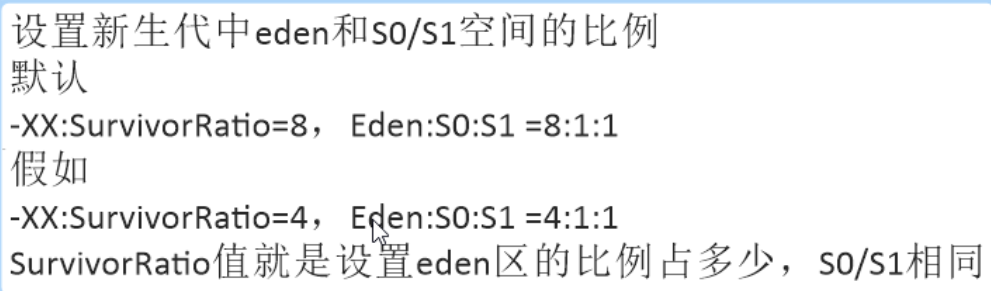 设置新生代中eden和S0/S1空间的比例
默认
-XX:SurvivorRatio=8， Eden:S0:S1 =8:1:1
假如
-XX:SurvivorRatio=4， Eden:S0:S1 =4:1:1
SurvivorRatio值就是设置eden区的比例占多少，S0/S1相同